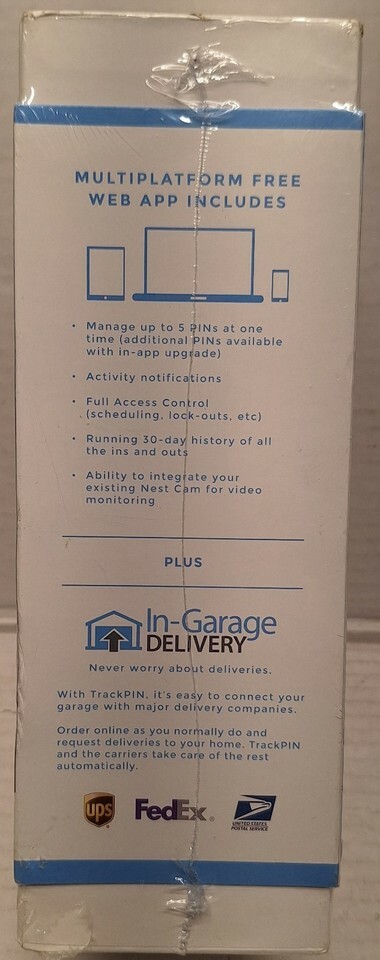 MULTIPLATFORM FREE
WEB APP INCLUDES
• Manage up to 5 PINs at one
time (additional PINs available
with in-app upgrade)
• Activity notifications
• Full Access Control
(scheduling, lock-outs, etc)
• Running 30-day history of all
the ins and outs
• Ability to integrate your
existing Nest Cam for video
monitoring
PLUS
In-Garage
DELIVERY
Never worry about deliveries.
With TrackPIN, it's easy to connect your
garage with major delivery companies.
Order online as you normally do and
request deliveries to your home. TrackPIN
and the carriers take care of the rest
automatically.
ups FedEx®
UNITED STATES
POSTAL SERVICE